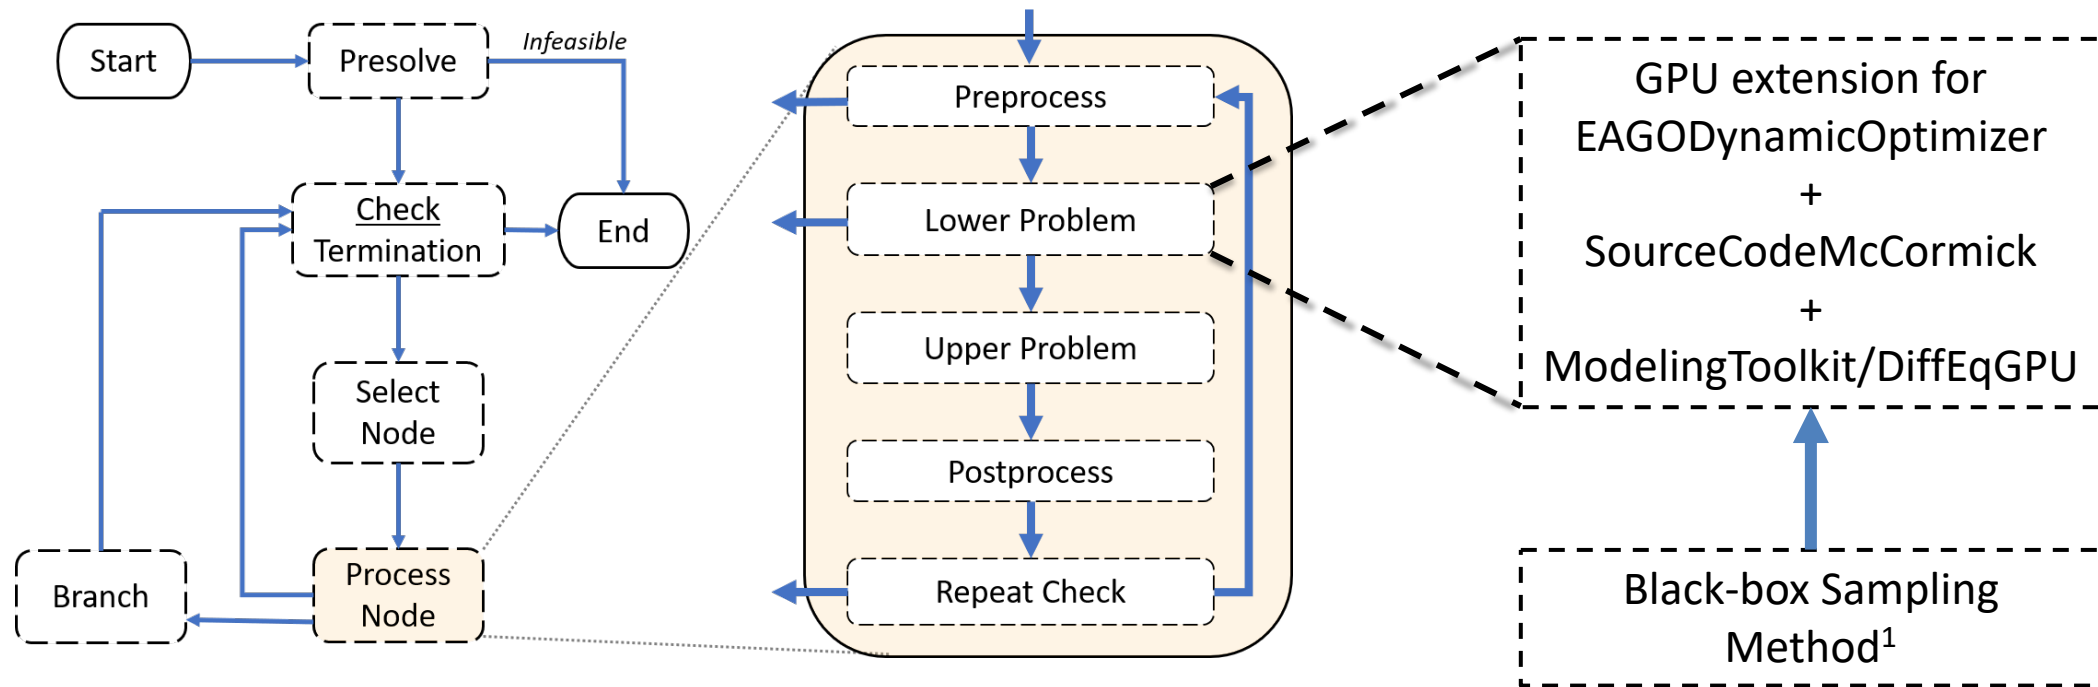 Start
Presolve
Infeasible
Check
Termination
End
Select
Node
Process
Node
Branch
Preprocess
Lower Problem
Upper Problem
Postprocess
Repeat Check
GPU extension for
EAGODynamicOptimizer
+
SourceCodeMcCormick
+
ModelingToolkit/DiffEqGPU
Black-box Sampling
Method¹